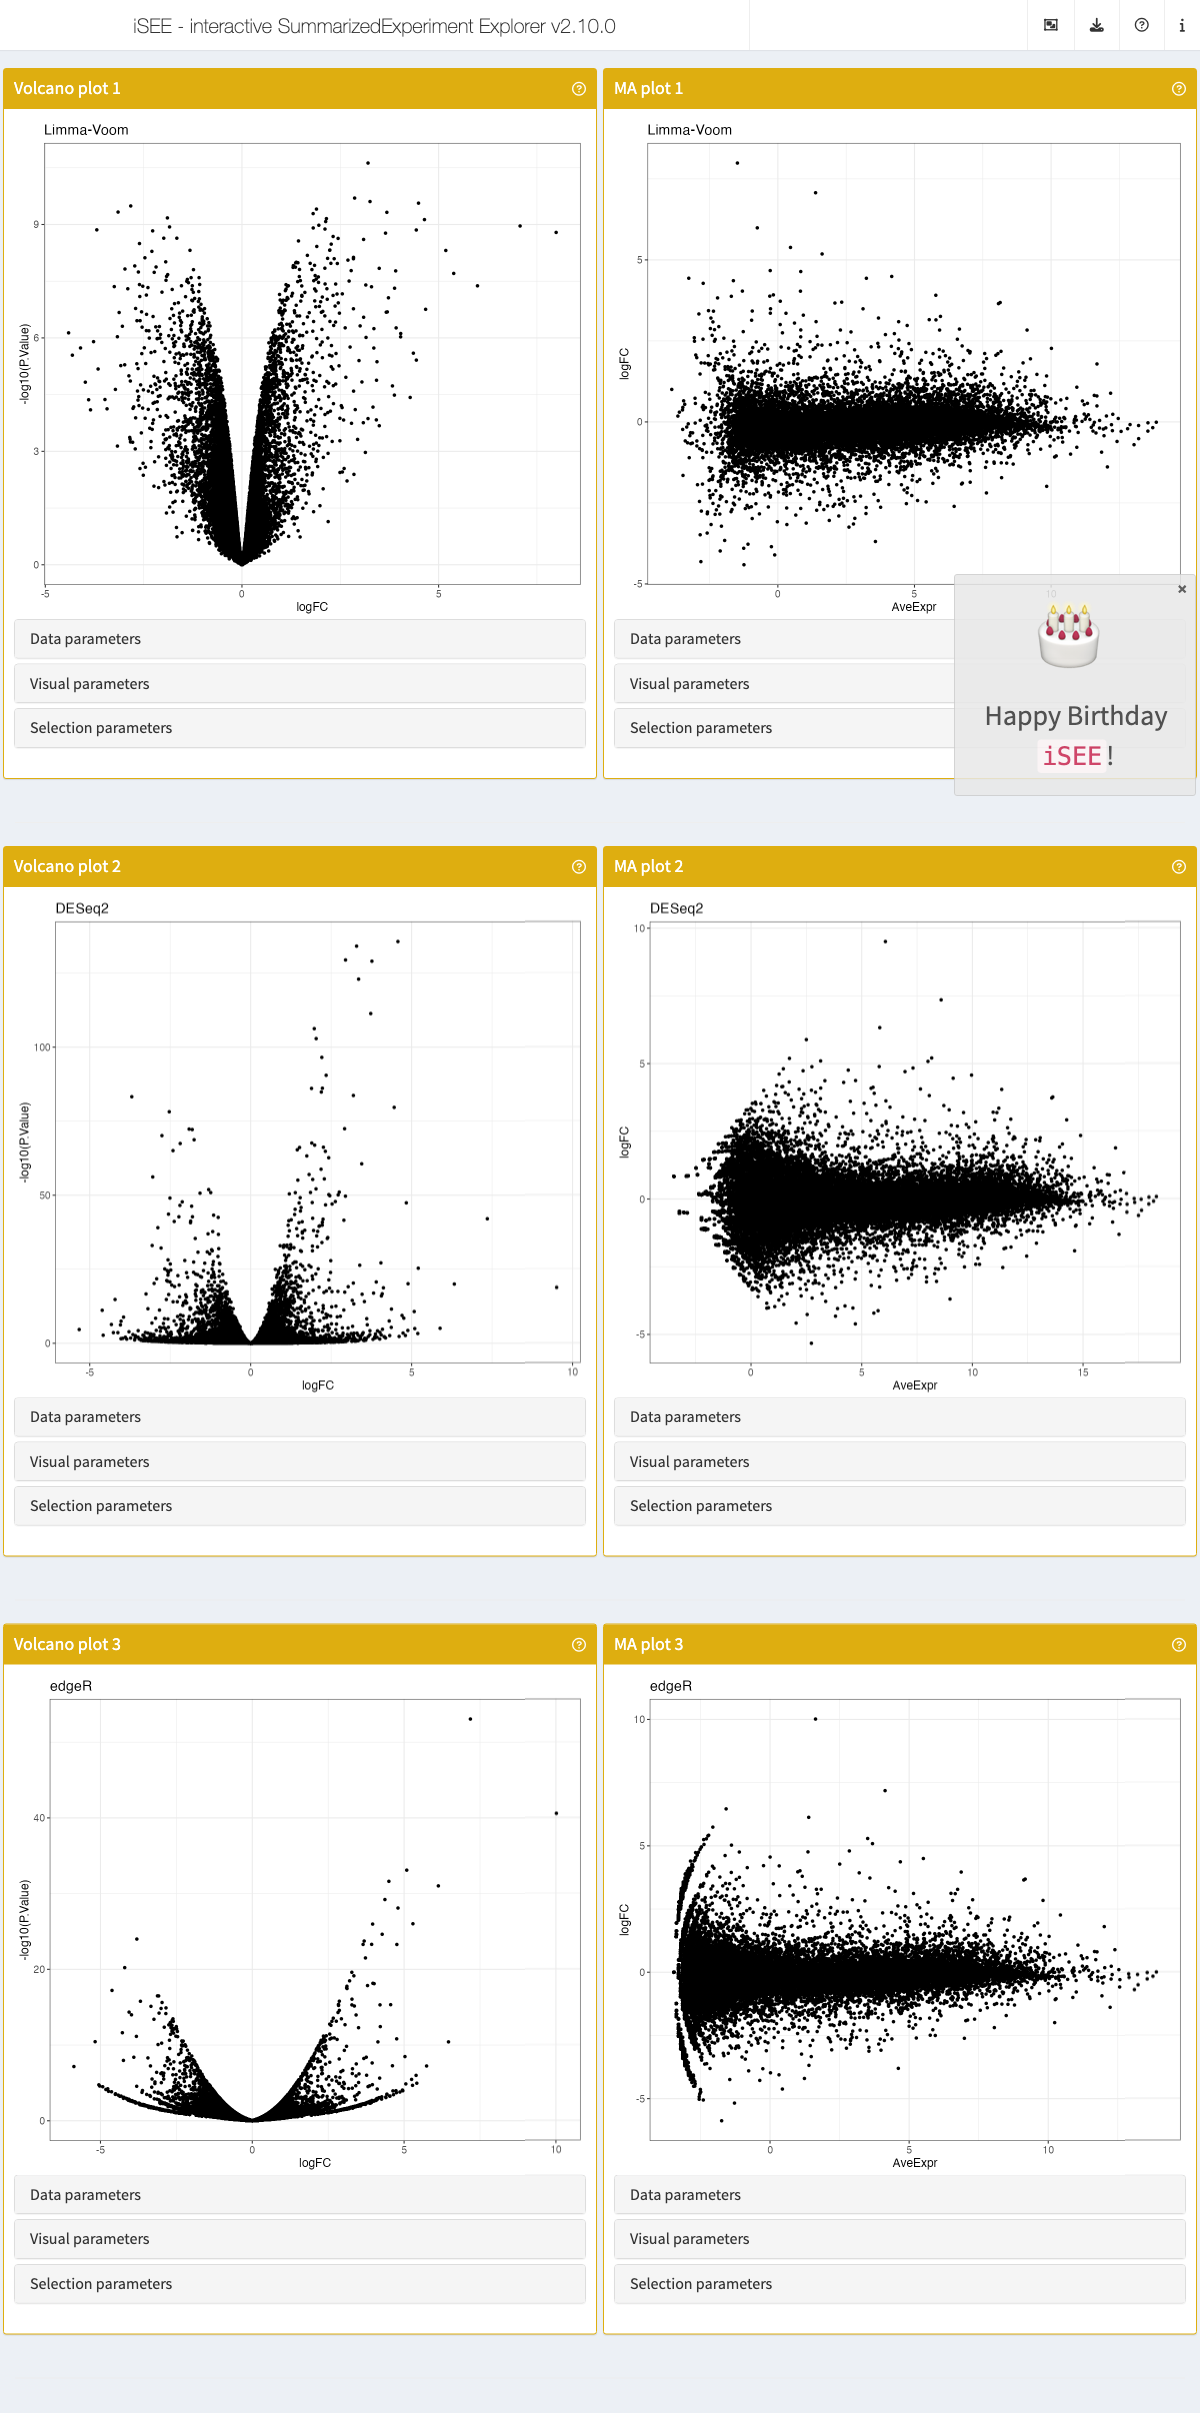 iSEE - interactive SummarizedExperiment Explorer v2.10.0
Volcano plot 1
Limma-Voom
-log10(P.Value)
9
6
3
0
-5
0
5
logFC
Data parameters
Visual parameters
Selection parameters
MA plot 1
Limma-Voom
logFC
5
0
-5
0
5
10
AveExpr
Data parameters
Visual parameters
Selection parameters
Happy Birthday
iSEE!
Volcano plot 2
DESeq2
-log10(P.Value)
100
50
0
-5
0
5
10
logFC
Data parameters
Visual parameters
Selection parameters
MA plot 2
DESeq2
logFC
10
5
0
-5
0
5
10
15
AveExpr
Data parameters
Visual parameters
Selection parameters
Volcano plot 3
edgeR
-log10(P.Value)
40
20
0
-5
0
5
10
logFC
Data parameters
Visual parameters
Selection parameters
MA plot 3
edgeR
logFC
10
5
0
-5
0
5
10
AveExpr
Data parameters
Visual parameters
Selection parameters